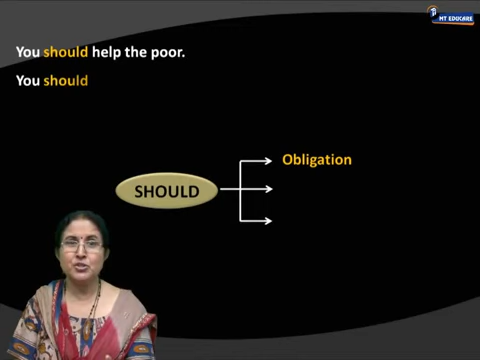 MT EDUCARE
You should help the poor.
You should
Obligation
SHOULD